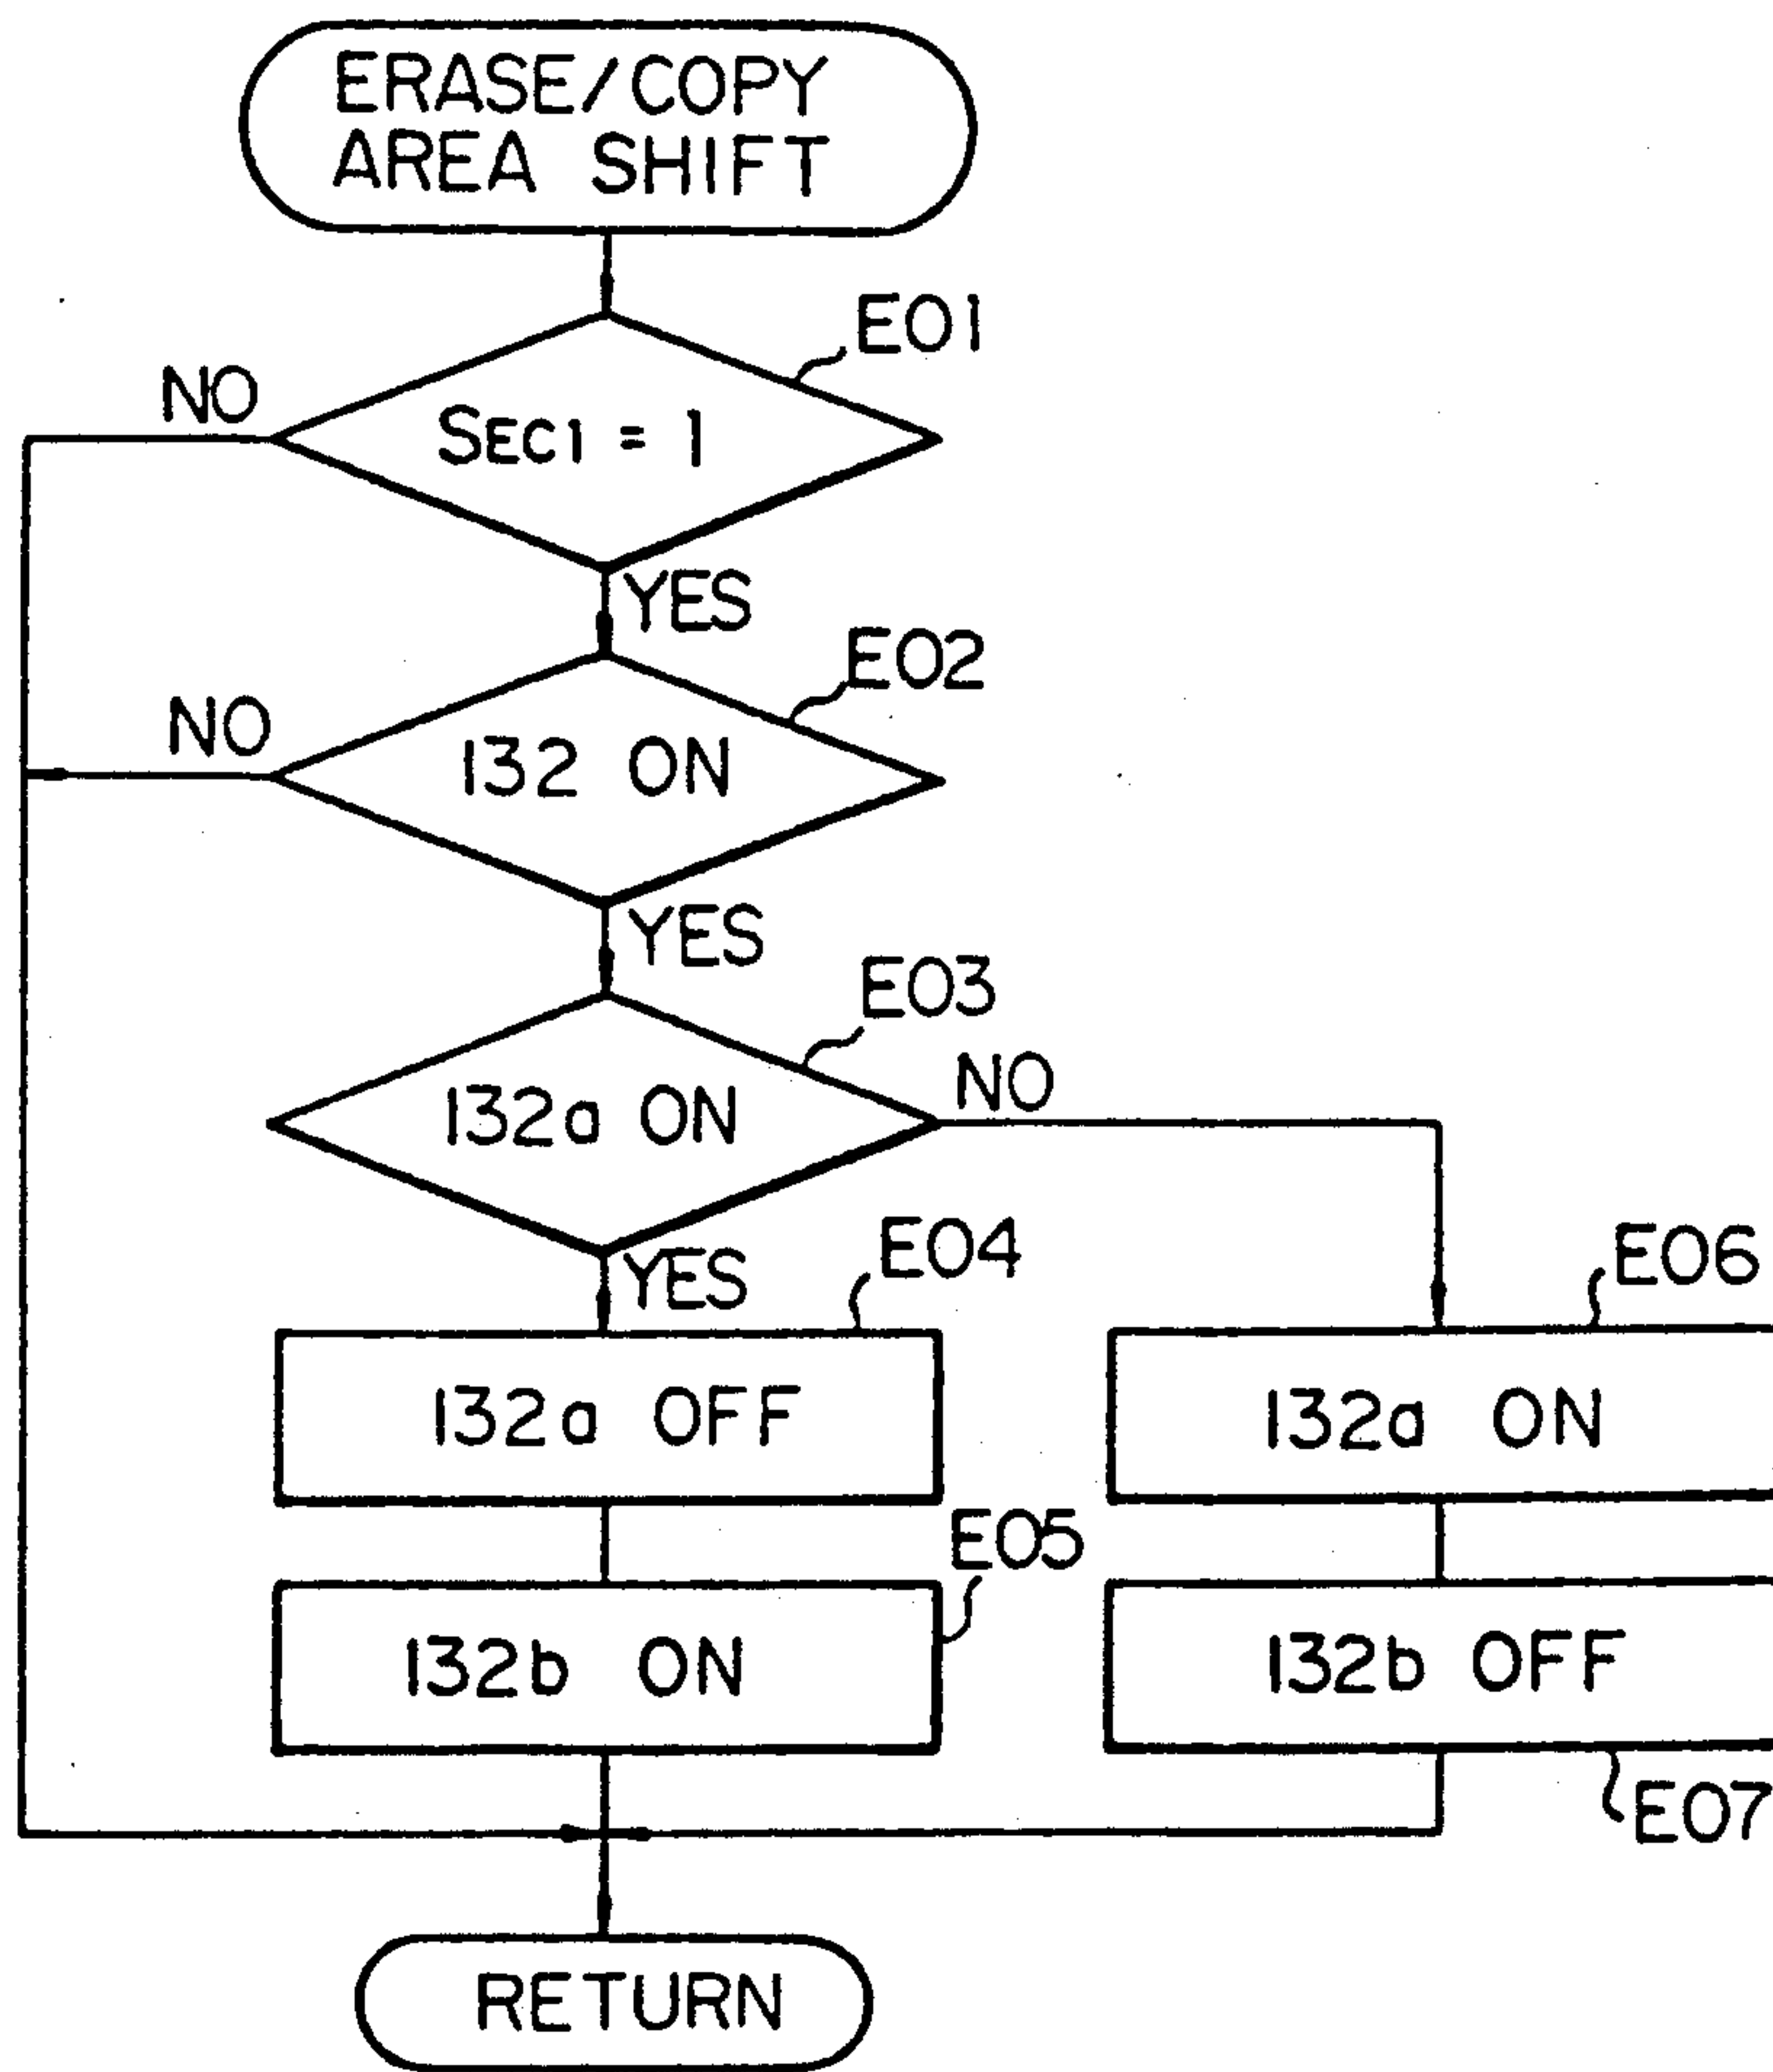 ERASE/COPY
AREA SHIFT
E01
NO
SEC1 = 1
YES
E02
NO
132 ON
YES
E03
132a ON
NO
YES
E04
E06
132a OFF
132a ON
E05
132b ON
132b OFF
E07
RETURN